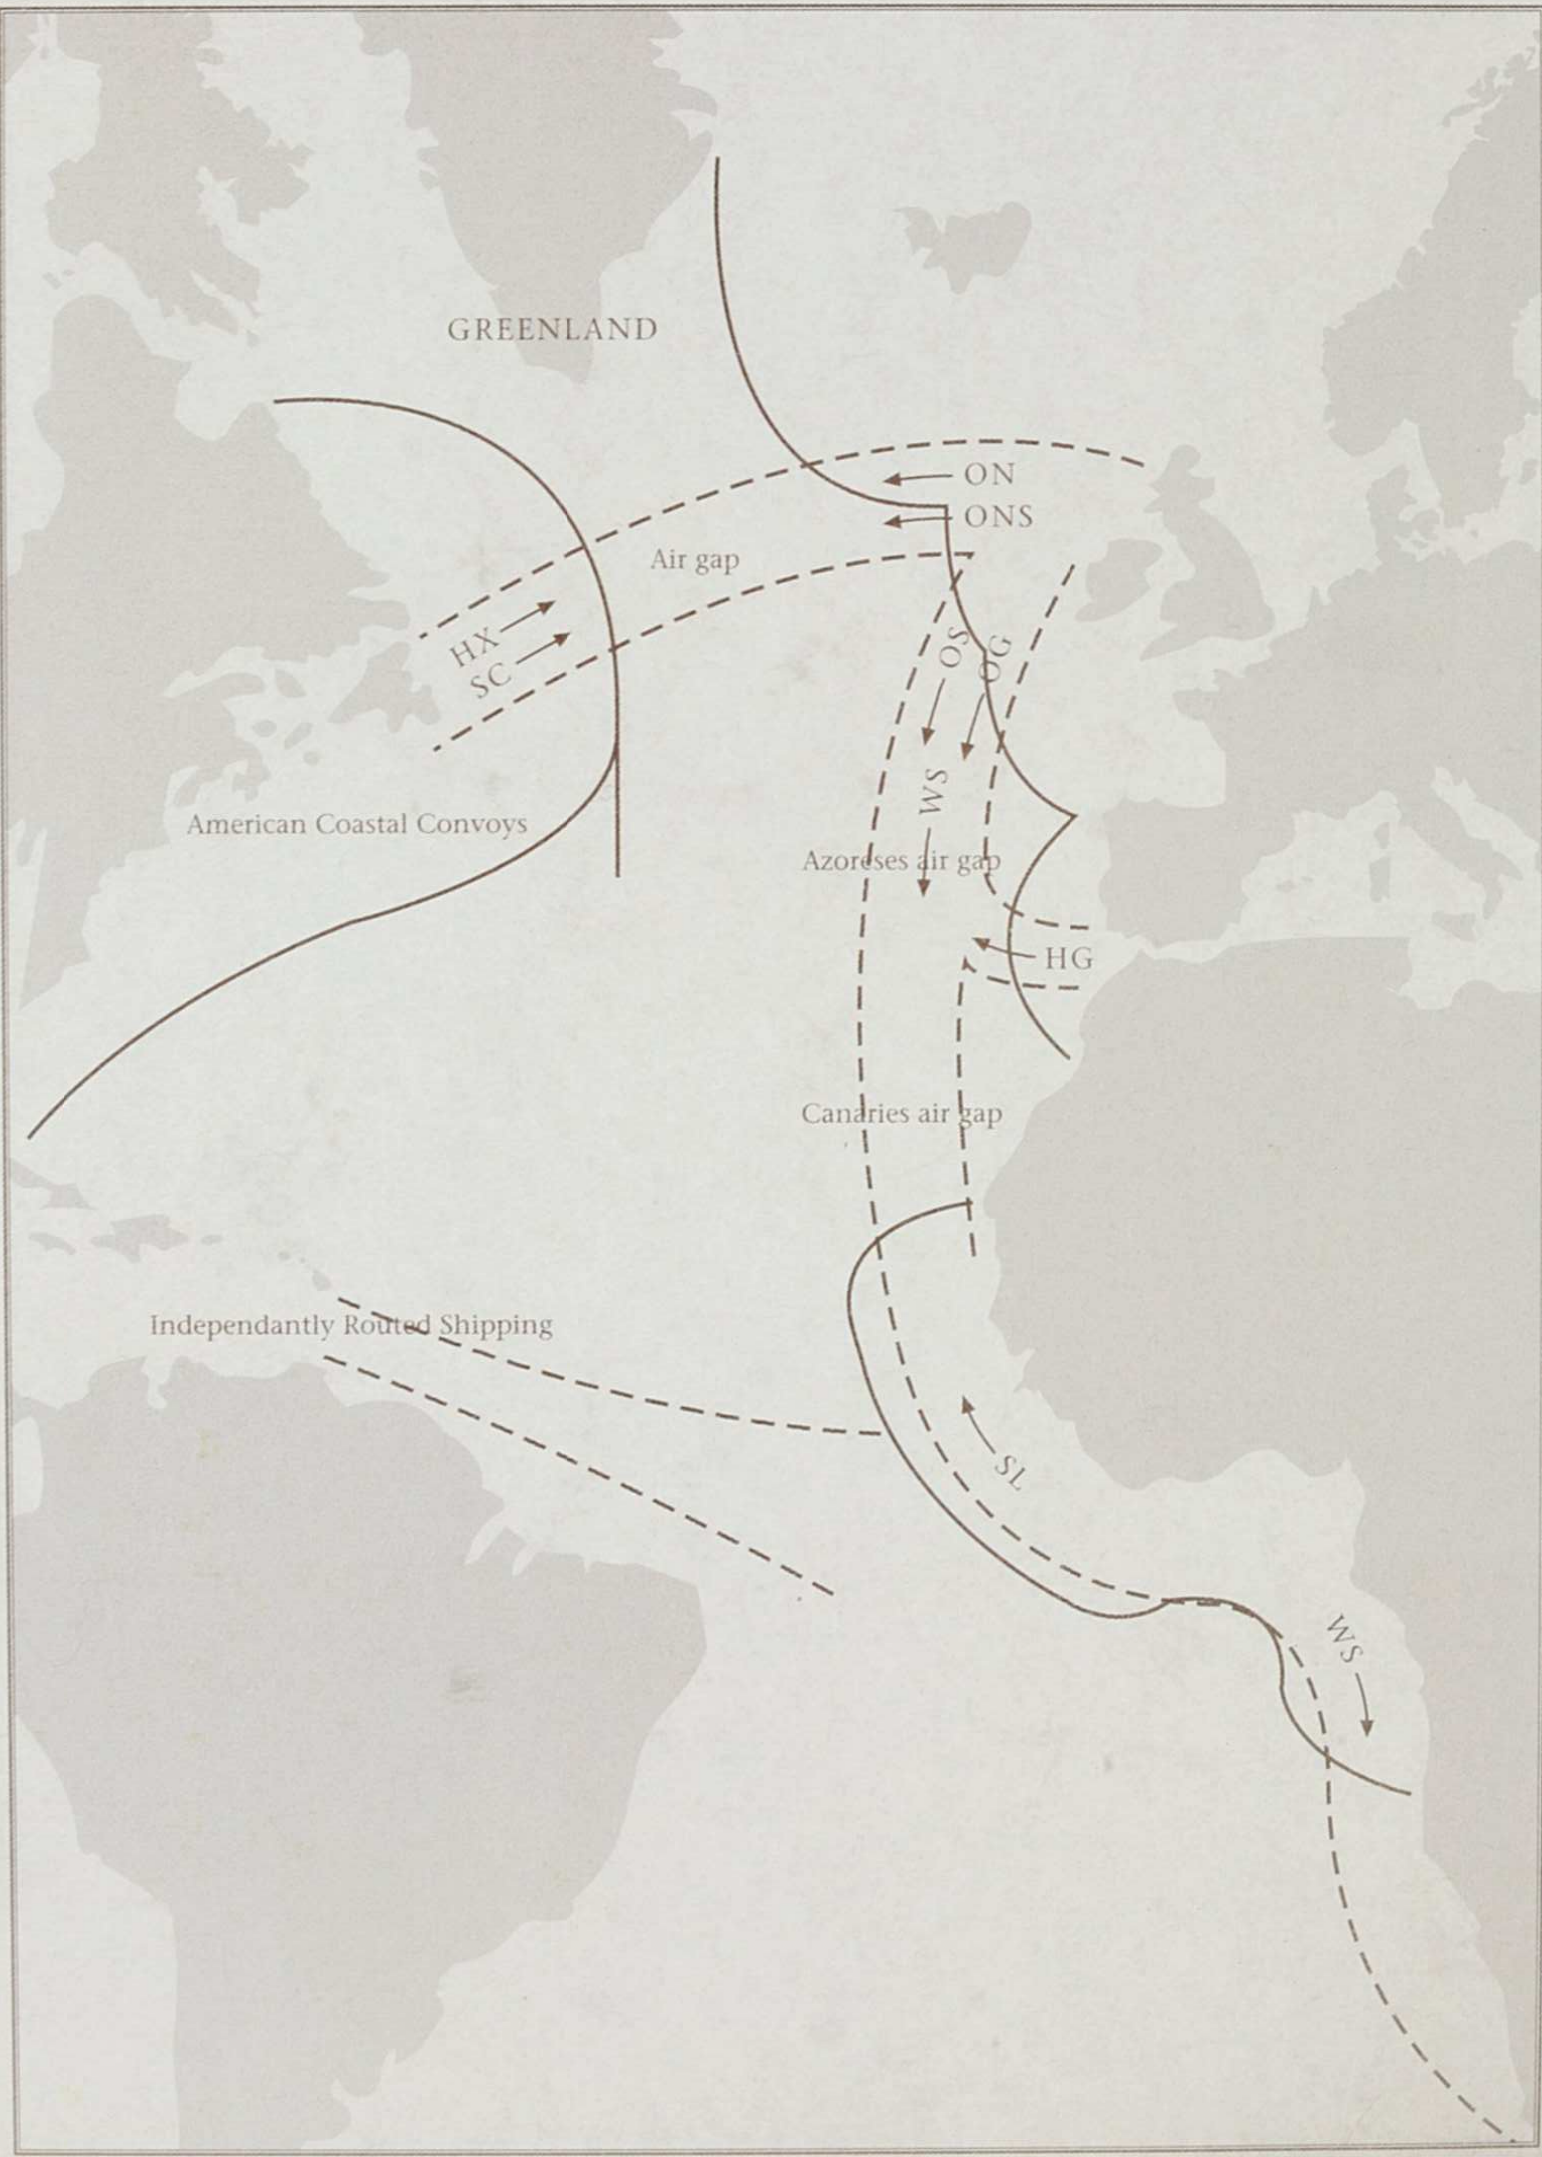 GREENLAND
ON
ONS
Air gap
HX
SC
OS
OG
WS
American Coastal Convoys
Azoreses air gap
HG
Canaries air gap
Independantly Routed Shipping
SL
WS